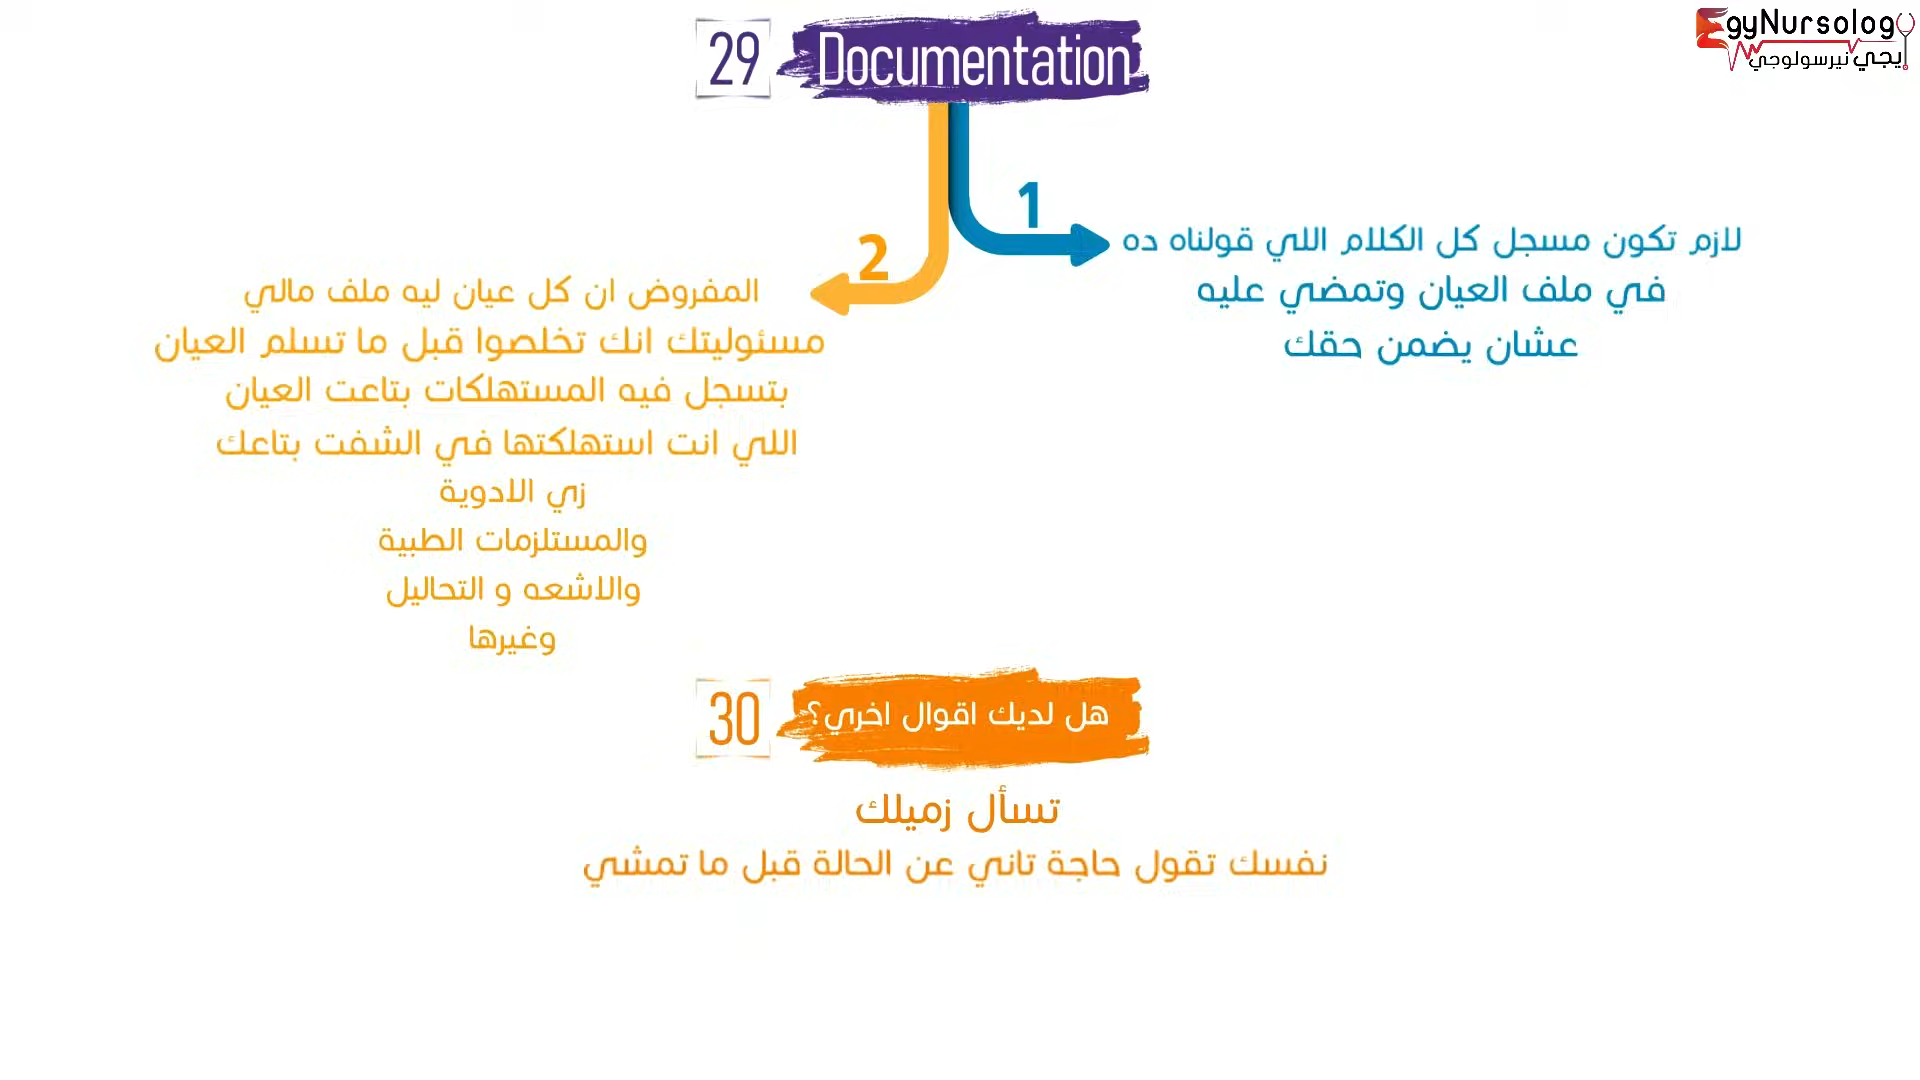 EgyNursology
إيجي نيرسولوجي
29
Documentation
1
لازم تكون مسجل كل الكلام اللي قولناه ده
في ملف العيان وتمضي عليه
عشان يضمن حقك
2
المفروض ان كل عيان ليه ملف مالي
مسئوليتك انك تخلصوا قبل ما تسلم العيان
بتسجل فيه المستهلكات بتاعت العيان
اللي انت استهلكتها في الشفت بتاعك
زي الادوية
والمستلزمات الطبية
والاشعه و التحاليل
وغيرها
30
هل لديك اقوال اخري؟
تسأل زميلك
نفسك تقول حاجة تاني عن الحالة قبل ما تمشي